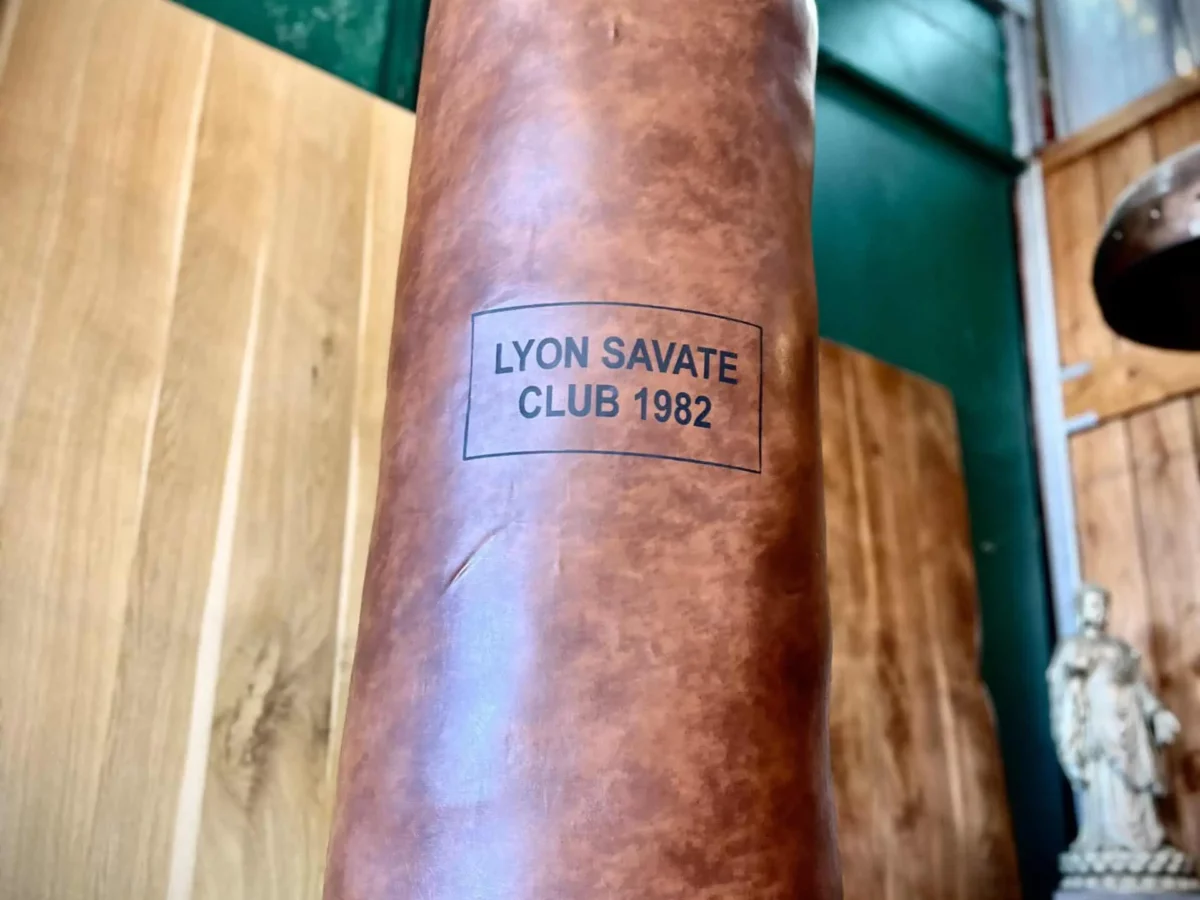 LYON SAVATE
CLUB 1982